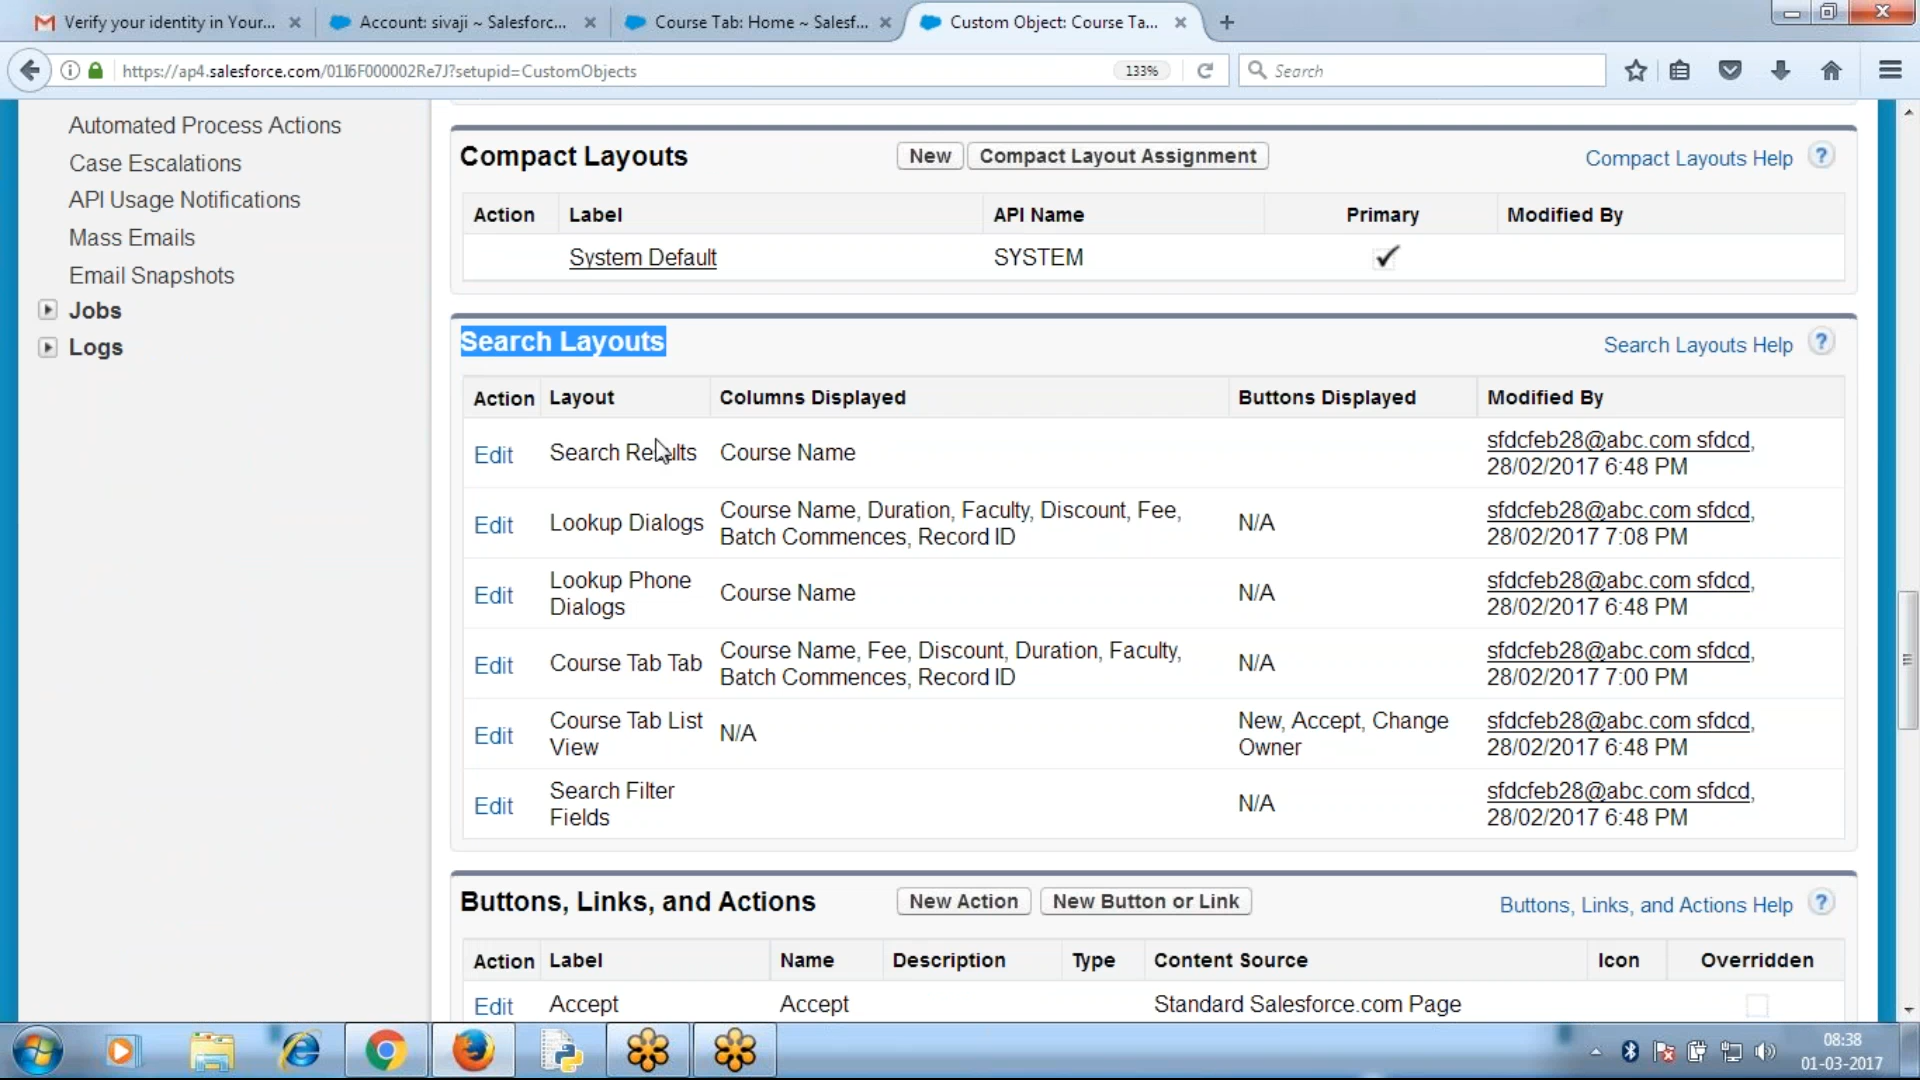 Verify your identity in Your...
Account: sivaji ~ Salesforc...
Course Tab: Home ~ Salesf...
Custom Object: Course Ta...
https://ap4.salesforce.com/01I6F000002Re7J?setupid=CustomObjects
133%
Search
Automated Process Actions
Case Escalations
API Usage Notifications
Mass Emails
Email Snapshots
Jobs
Logs
Compact Layouts
New
Compact Layout Assignment
Compact Layouts Help ?
Action Label API Name Primary Modified By
System Default SYSTEM
Search Layouts
Search Layouts Help ?
Action Layout Columns Displayed Buttons Displayed Modified By
Edit Search Results Course Name sfdcfeb28@abc.com sfdcd,
28/02/2017 6:48 PM
Edit Lookup Dialogs Course Name, Duration, Faculty, Discount, Fee, N/A sfdcfeb28@abc.com sfdcd,
Batch Commences, Record ID 28/02/2017 7:08 PM
Edit Lookup Phone Course Name N/A sfdcfeb28@abc.com sfdcd,
Dialogs 28/02/2017 6:48 PM
Edit Course Tab Tab Course Name, Fee, Discount, Duration, Faculty, N/A sfdcfeb28@abc.com sfdcd,
Batch Commences, Record ID 28/02/2017 7:00 PM
Edit Course Tab List N/A New, Accept, Change sfdcfeb28@abc.com sfdcd,
View Owner 28/02/2017 6:48 PM
Edit Search Filter N/A sfdcfeb28@abc.com sfdcd,
Fields 28/02/2017 6:48 PM
Buttons, Links, and Actions
New Action
New Button or Link
Buttons, Links, and Actions Help ?
Action Label Name Description Type Content Source Icon Overridden
Edit Accept Accept Standard Salesforce.com Page
08:38
01-03-2017